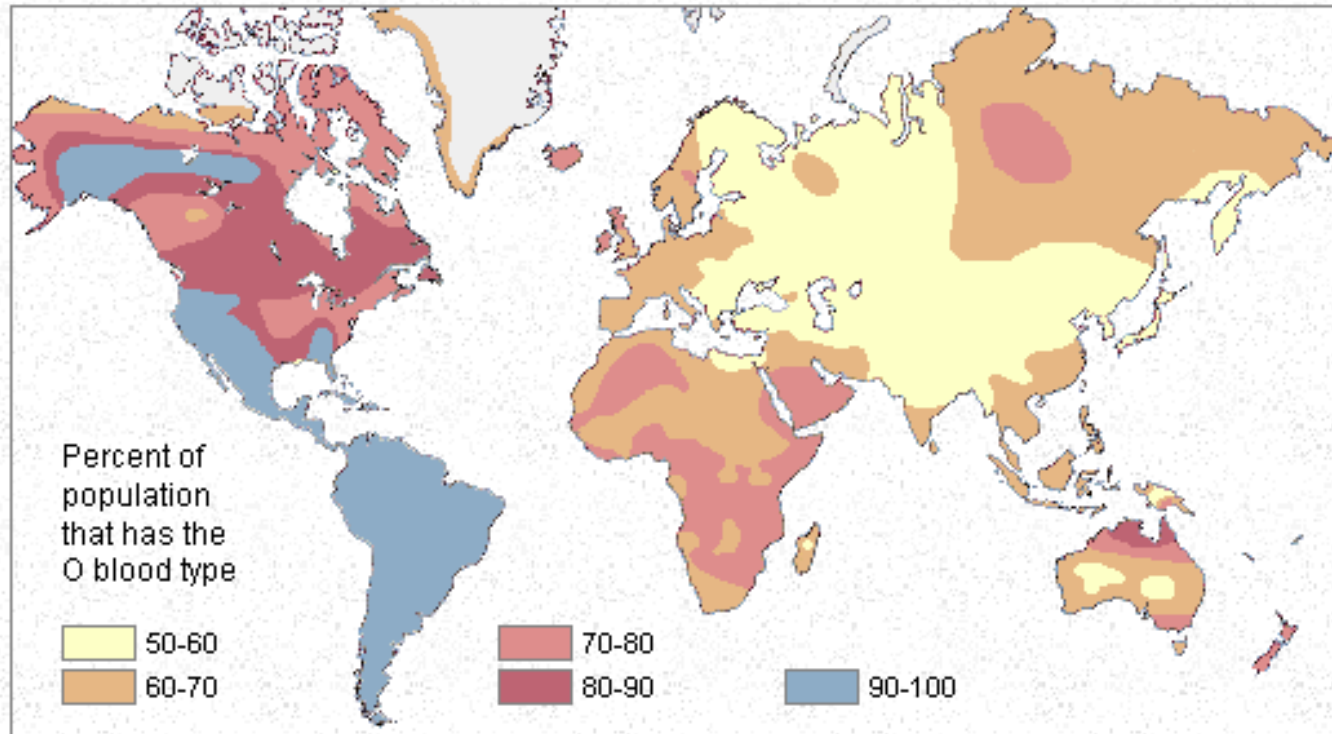 Percent of
population
that has the
O blood type
50-60
60-70
70-80
80-90
90-100